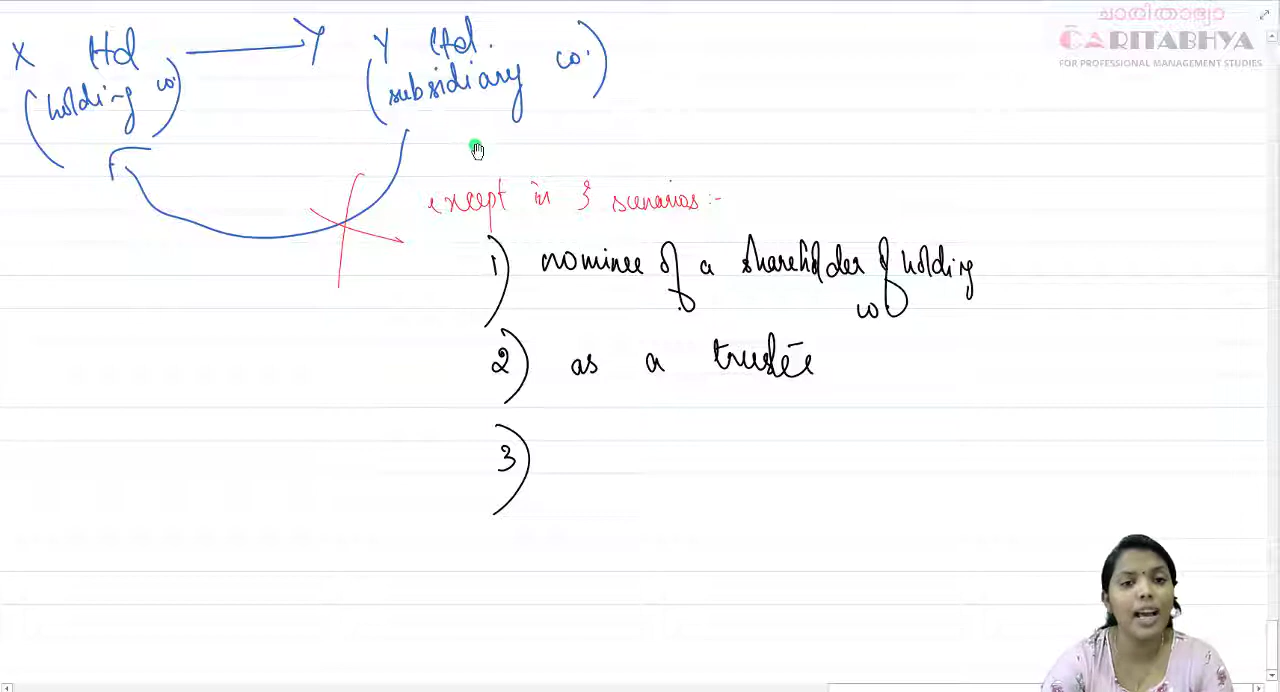 X Ltd → Y Y Ltd.
(holding co.) (subsidiary co.)
except in 3 scenarios :-
1) nominee of a shareholder of holding
co.
2) as a trustee
3)
ചാരിതാഭ്യാ
CARITABHYA
FOR PROFESSIONAL MANAGEMENT STUDIES